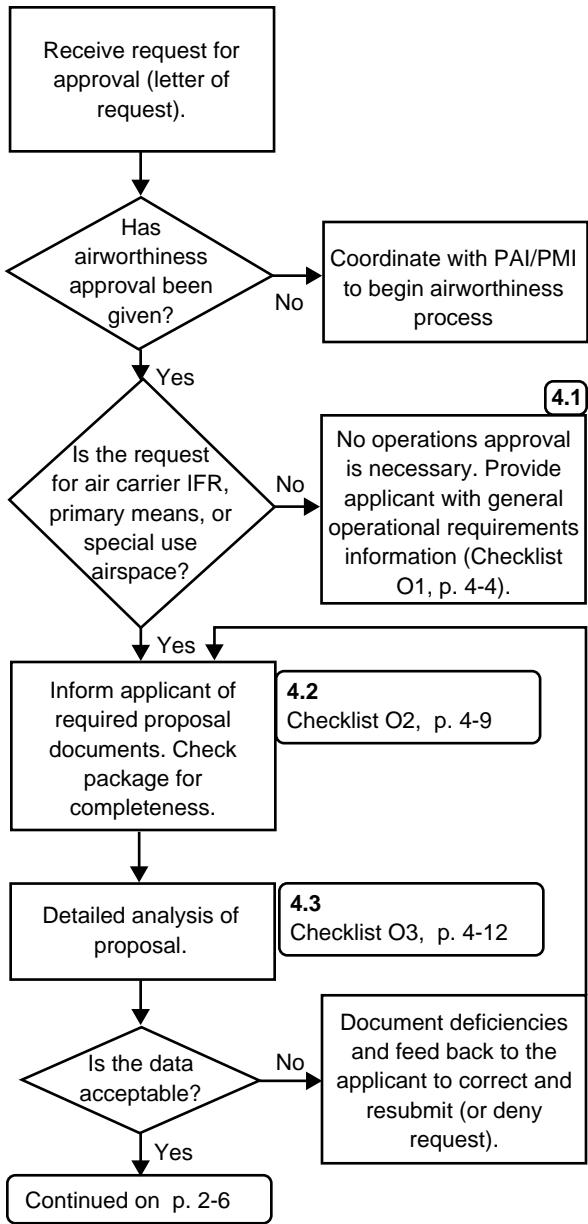 Receive request for
approval (letter of
request).
Has
airworthiness
approval been
given?
No
Coordinate with PAI/PMI
to begin airworthiness
process
Yes
Is the request
for air carrier IFR,
primary means, or
special use
airspace?
No
4.1
No operations approval
is necessary. Provide
applicant with general
operational requirements
information (Checklist
O1, p. 4-4).
Yes
Inform applicant of
required proposal
documents. Check
package for
completeness.
4.2
Checklist O2, p. 4-9
Detailed analysis of
proposal.
4.3
Checklist O3, p. 4-12
Is the data
acceptable?
No
Document deficiencies
and feed back to the
applicant to correct and
resubmit (or deny
request).
Yes
Continued on p. 2-6